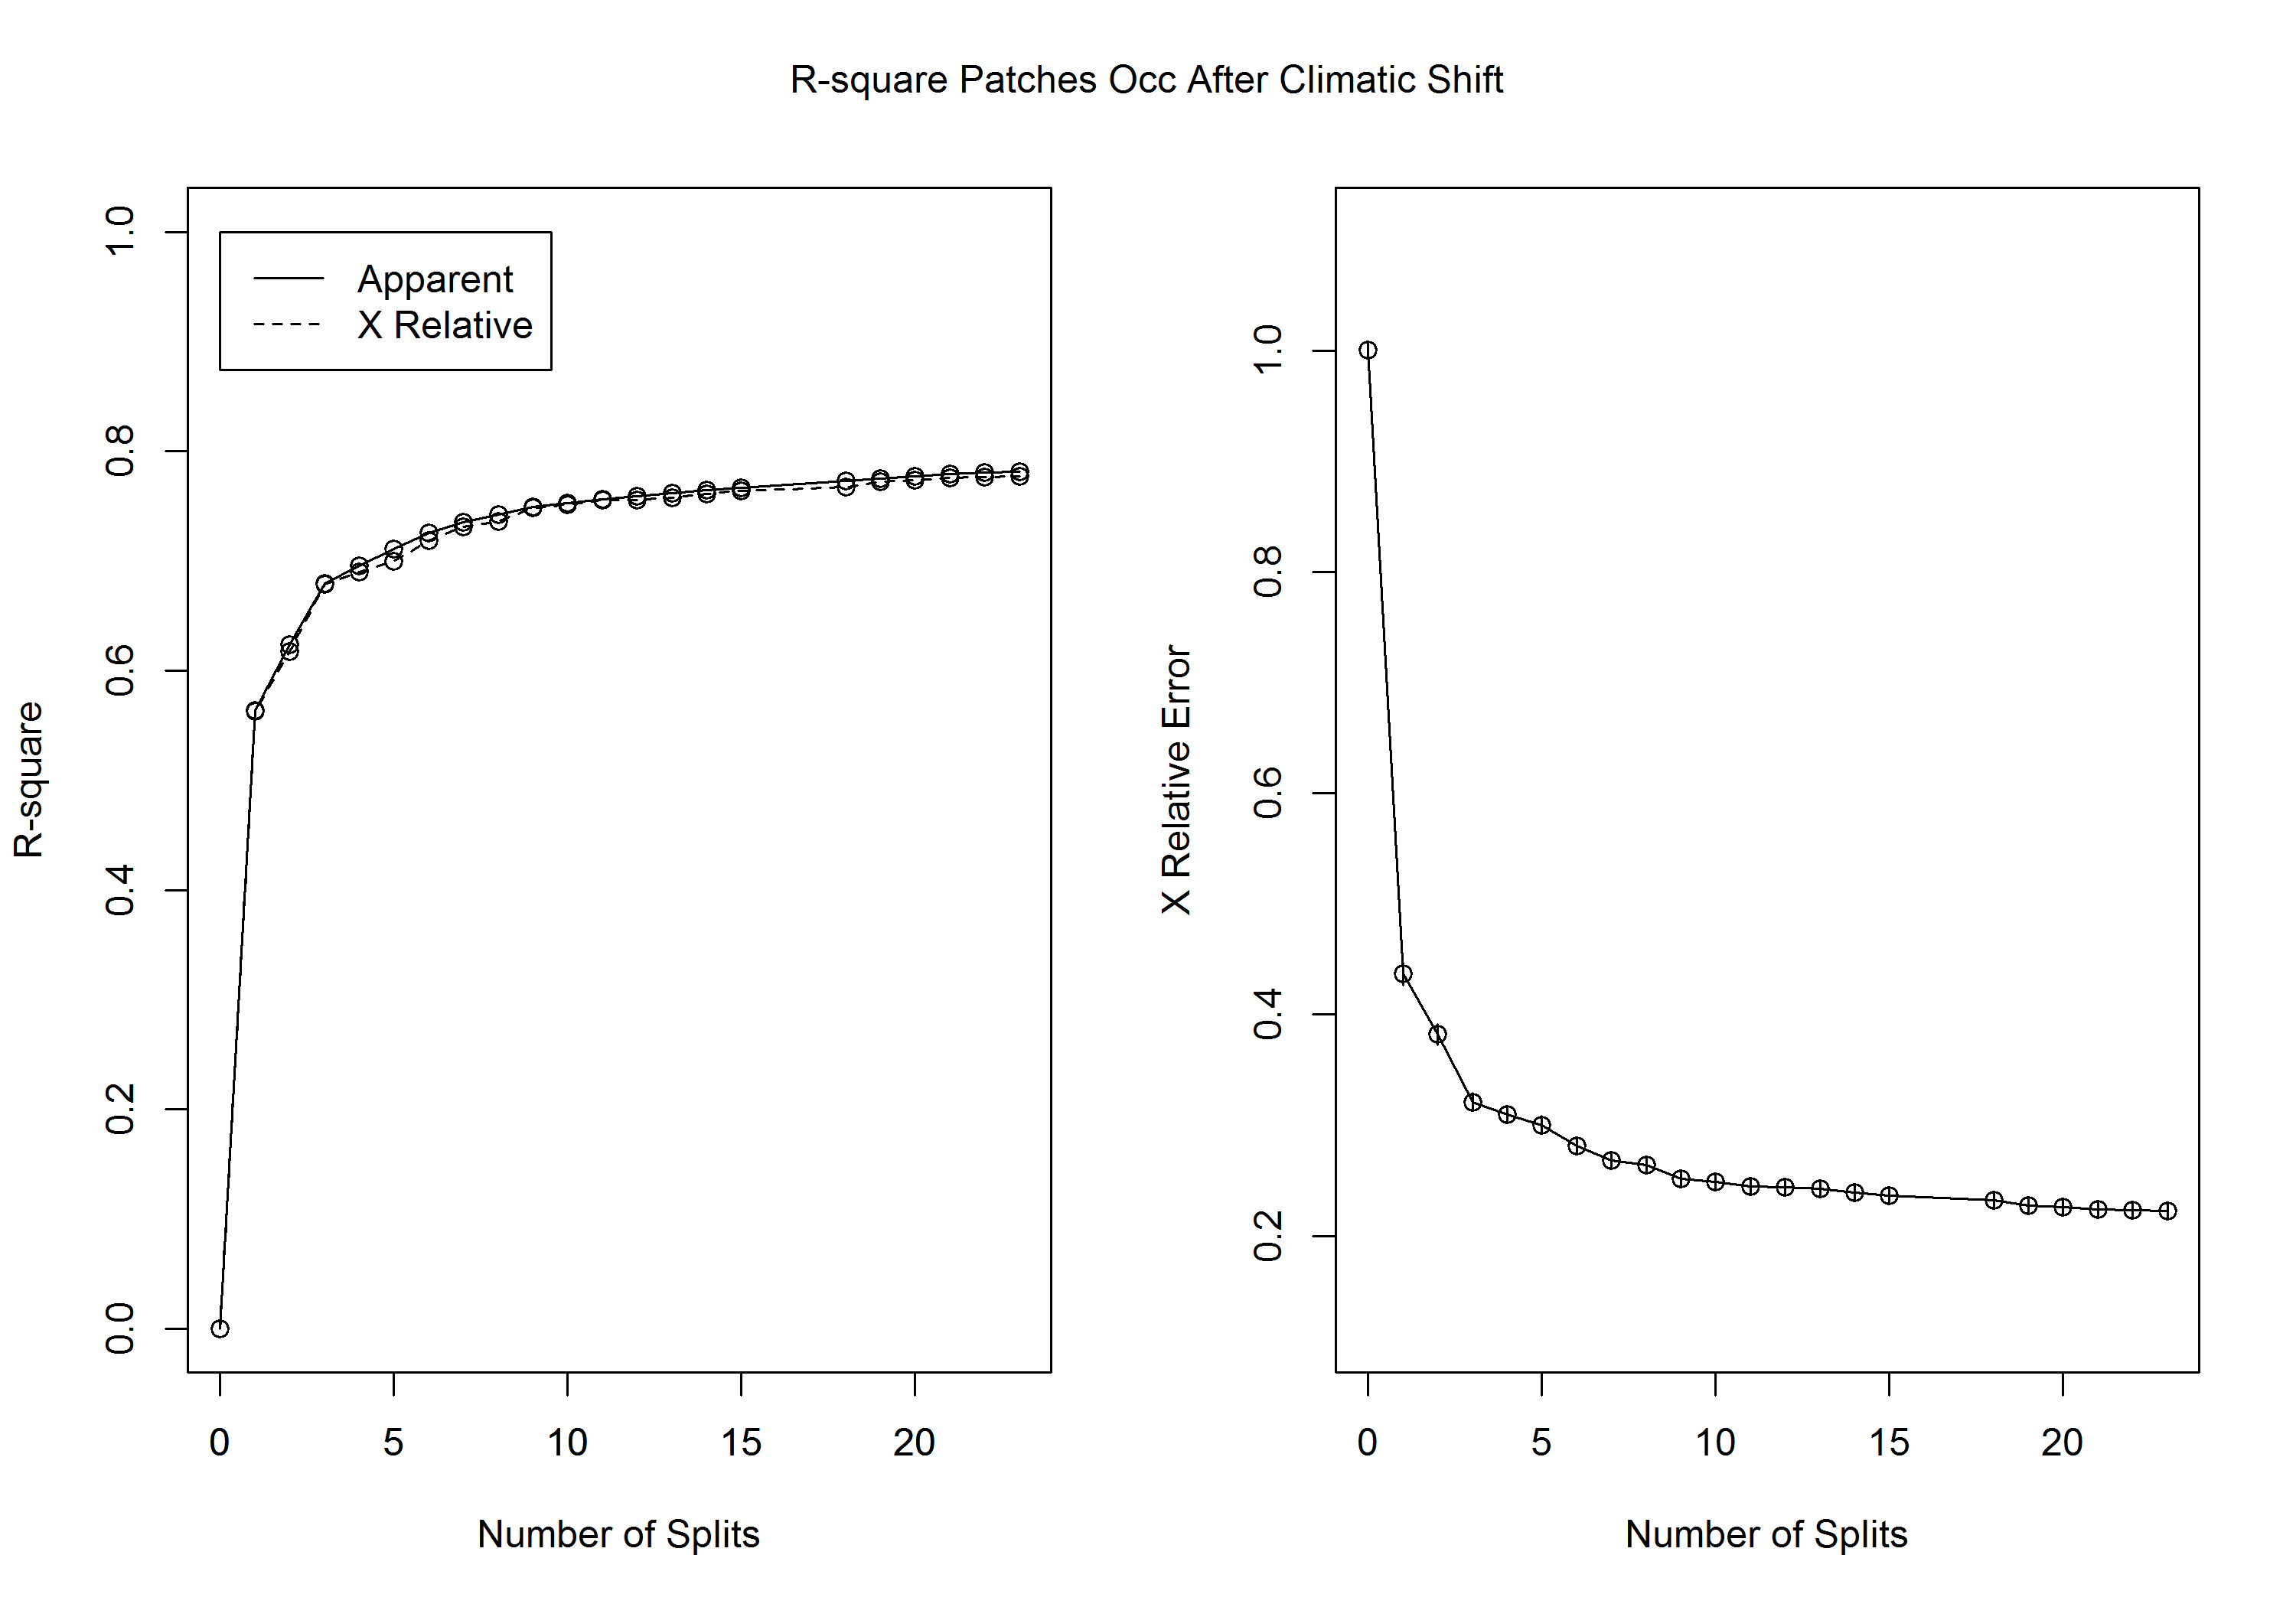 R-square Patches Occ After Climatic Shift
R-square
1.0
0.8
0.6
0.4
0.2
0.0
Apparent
X Relative
0 5 10 15 20
Number of Splits
X Relative Error
1.0
0.8
0.6
0.4
0.2
0 5 10 15 20
Number of Splits